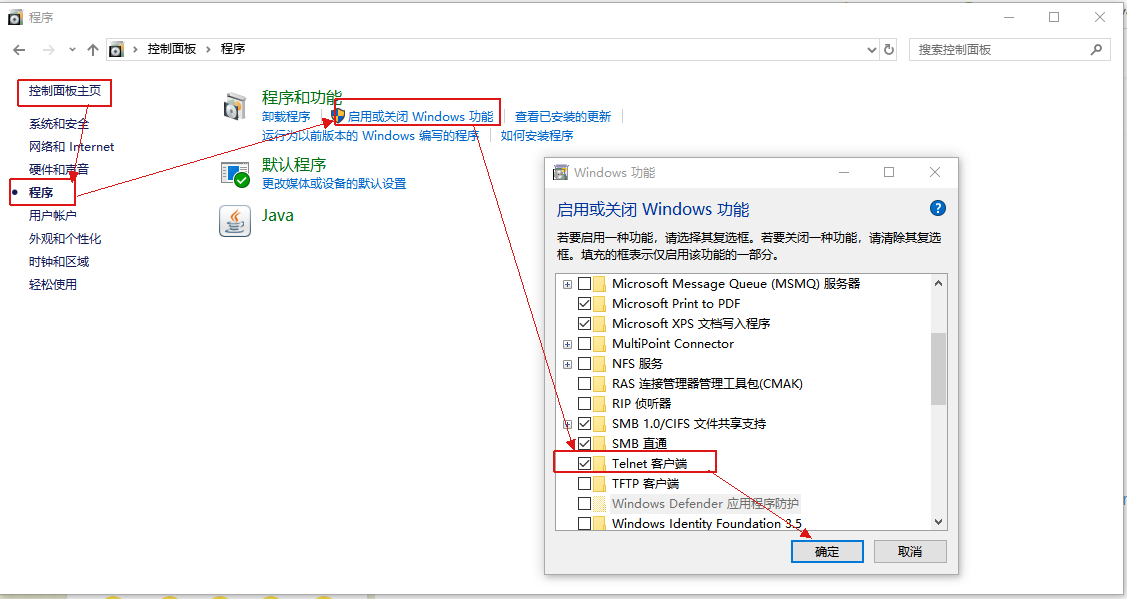 程序
控制面板 程序
搜索控制面板
控制面板主页
系统和安全
网络和 Internet
硬件和声音
程序
用户帐户
外观和个性化
时钟和区域
轻松使用
程序和功能
卸载程序 启用或关闭 Windows 功能 查看已安装的更新
运行为以前版本的 Windows 编写的程序 如何安装程序
默认程序
更改媒体或设备的默认设置
Java
Windows 功能
启用或关闭 Windows 功能
若要启用一种功能，请选择其复选框。若要关闭一种功能，请清除其复选
框。填充的框表示仅启用该功能的一部分。
Microsoft Message Queue (MSMQ) 服务器
Microsoft Print to PDF
Microsoft XPS 文档写入程序
MultiPoint Connector
NFS 服务
RAS 连接管理器管理工具包(CMAK)
RIP 侦听器
SMB 1.0/CIFS 文件共享支持
SMB 直通
Telnet 客户端
TFTP 客户端
Windows Defender 应用程序防护
Windows Identity Foundation 3.5
确定 取消